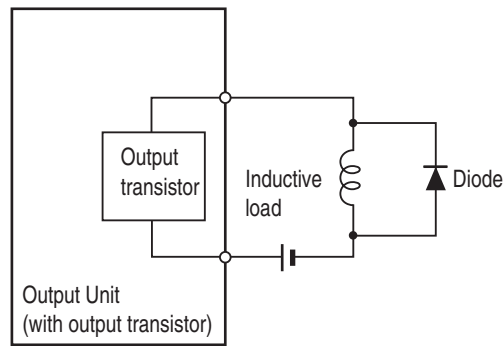 Output
transistor
Inductive
load
Diode
Output Unit
(with output transistor)